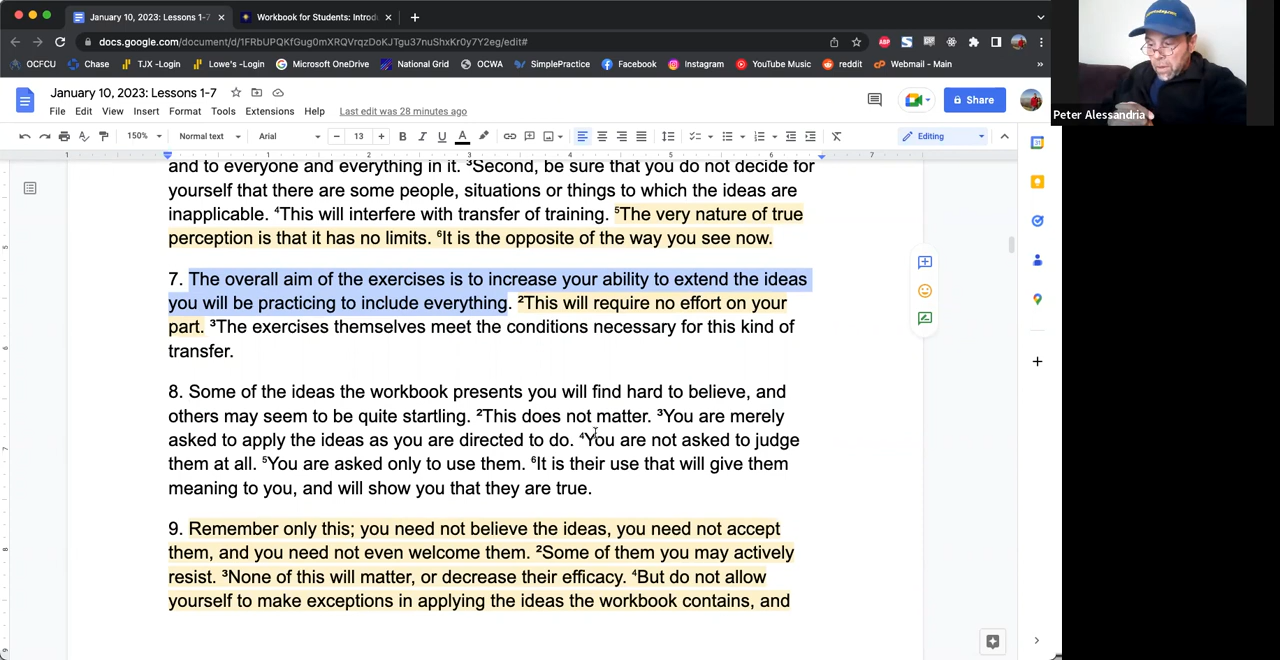 January 10, 2023: Lessons 1-7
Workbook for Students: Introdu
docs.google.com/document/d/1FRbUPQKfGug0mXRQVrqzDoKJTgu37nuShxKr0y7Y2eg/edit#
OCFCU Chase TJX -Login Lowe's -Login Microsoft OneDrive National Grid OCWA SimplePractice Facebook Instagram YouTube Music reddit Webmail - Main
January 10, 2023: Lessons 1-7
File Edit View Insert Format Tools Extensions Help Last edit was 28 minutes ago
Share
150% Normal text Arial 13 B I U A Editing
1 1 2 3 4 5 6 7
and to everyone and everything in it. ³Second, be sure that you do not decide for
yourself that there are some people, situations or things to which the ideas are
inapplicable. ⁴This will interfere with transfer of training. ⁵The very nature of true
perception is that it has no limits. ⁶It is the opposite of the way you see now.
7. The overall aim of the exercises is to increase your ability to extend the ideas
you will be practicing to include everything. ²This will require no effort on your
part. ³The exercises themselves meet the conditions necessary for this kind of
transfer.
8. Some of the ideas the workbook presents you will find hard to believe, and
others may seem to be quite startling. ²This does not matter. ³You are merely
asked to apply the ideas as you are directed to do. ⁴You are not asked to judge
them at all. ⁵You are asked only to use them. ⁶It is their use that will give them
meaning to you, and will show you that they are true.
9. Remember only this; you need not believe the ideas, you need not accept
them, and you need not even welcome them. ²Some of them you may actively
resist. ³None of this will matter, or decrease their efficacy. ⁴But do not allow
yourself to make exceptions in applying the ideas the workbook contains, and
Peter Alessandria